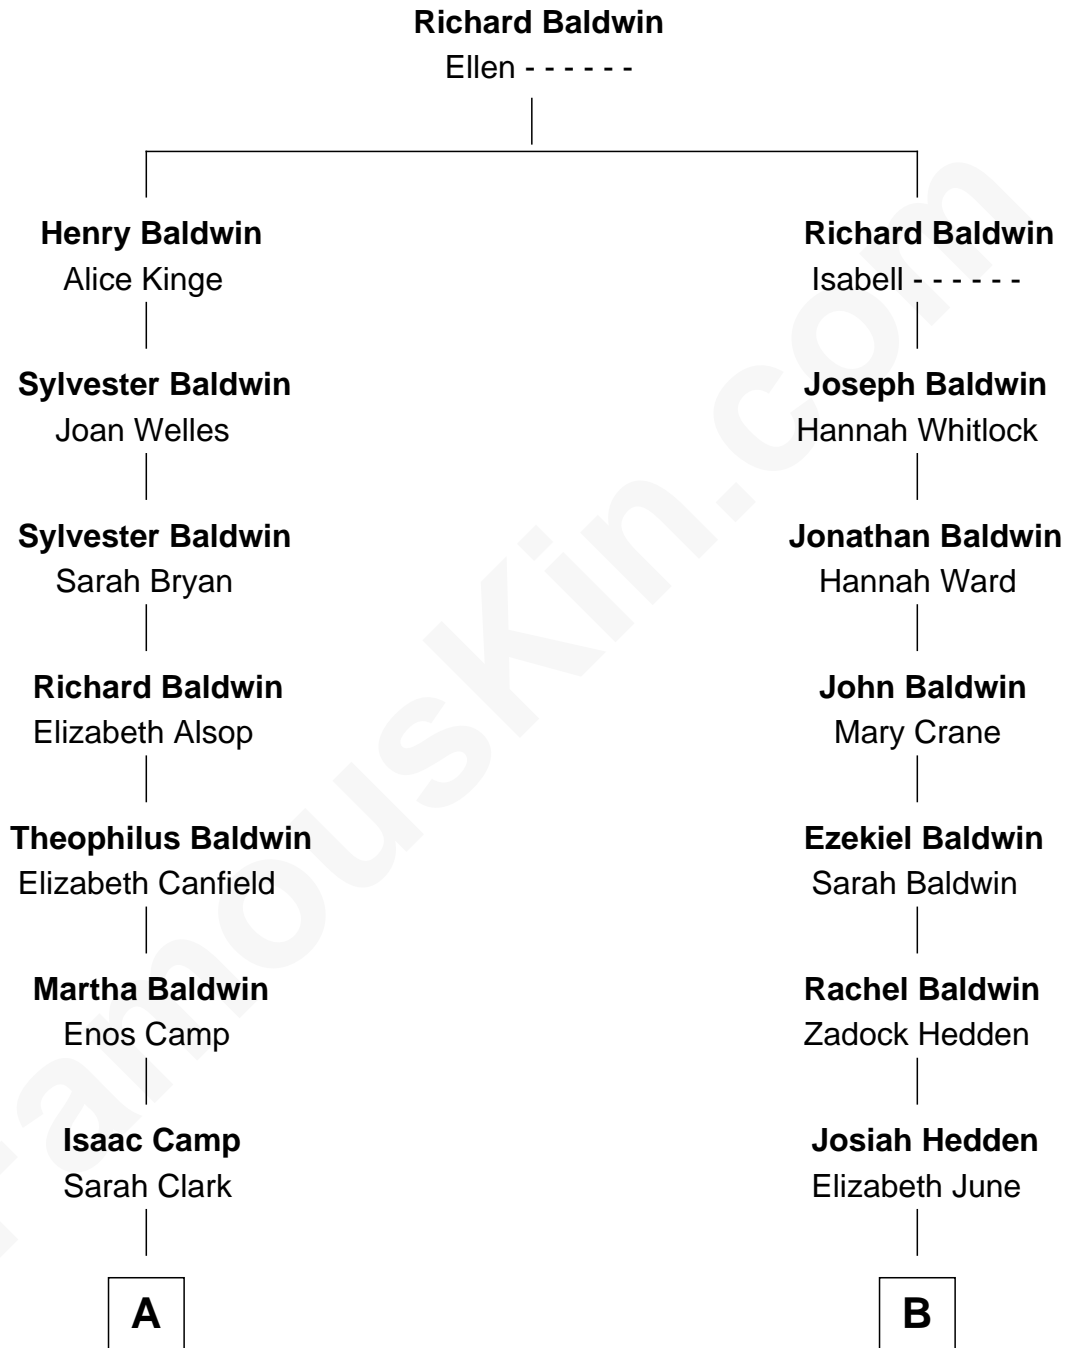 Richard Baldwin
Ellen - - - - - -
Henry Baldwin
Alice Kinge
Richard Baldwin
Isabell - - - - - -
Sylvester Baldwin
Joan Welles
Joseph Baldwin
Hannah Whitlock
Sylvester Baldwin
Sarah Bryan
Jonathan Baldwin
Hannah Ward
Richard Baldwin
Elizabeth Alsop
John Baldwin
Mary Crane
Theophilus Baldwin
Elizabeth Canfield
Ezekiel Baldwin
Sarah Baldwin
Martha Baldwin
Enos Camp
Rachel Baldwin
Zadock Hedden
Isaac Camp
Sarah Clark
Josiah Hedden
Elizabeth June
A
B
FamousKin.com